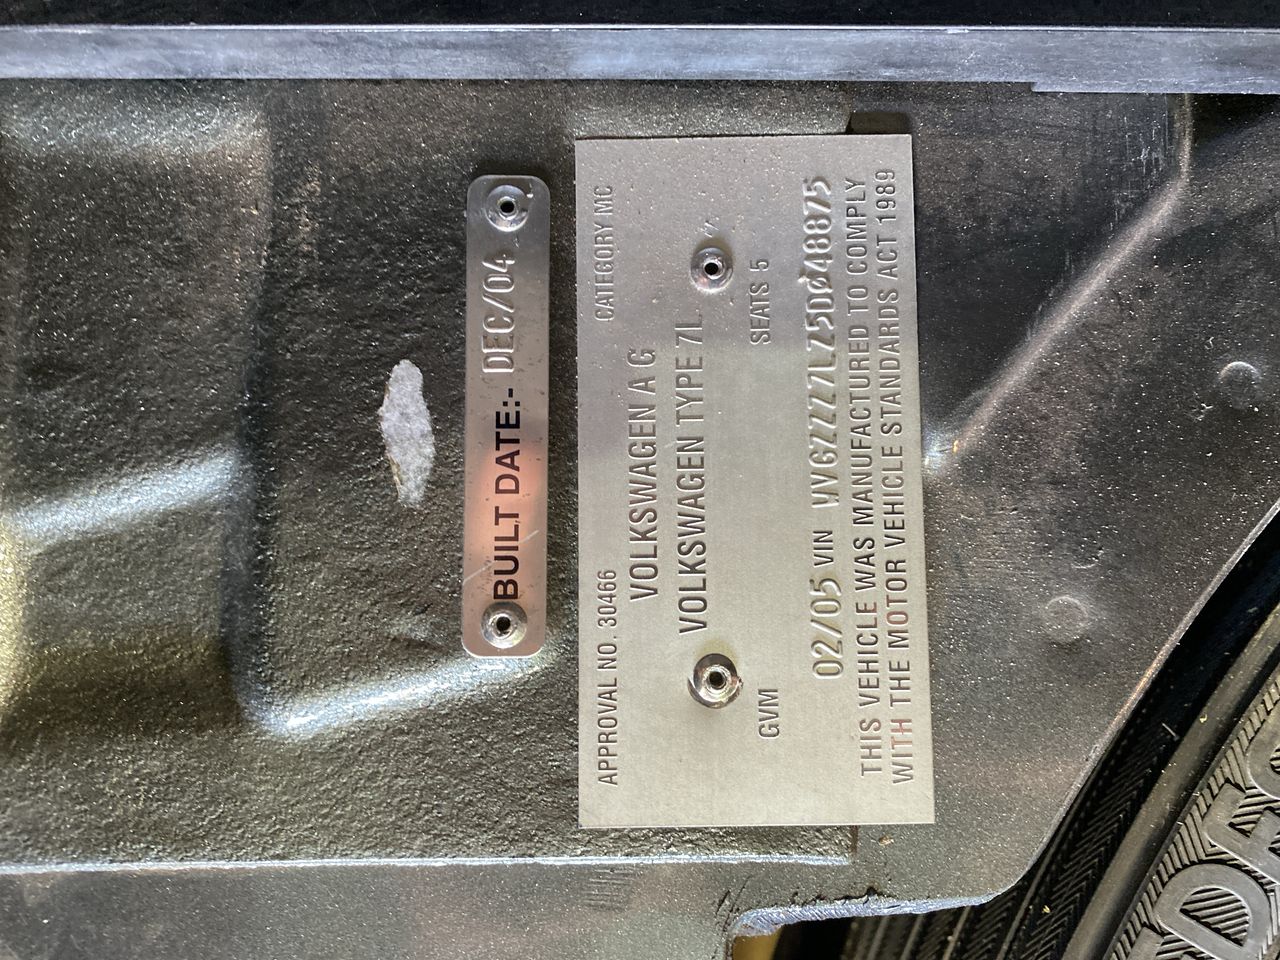 BUILT DATE:- DEC/04
APPROVAL NO. 30466 CATEGORY MC
VOLKSWAGEN A G
VOLKSWAGEN TYPE 7L
GVM SEATS 5
02/05 VIN WVGZZZ7LZ5D048875
THIS VEHICLE WAS MANUFACTURED TO COMPLY
WITH THE MOTOR VEHICLE STANDARDS ACT 1989